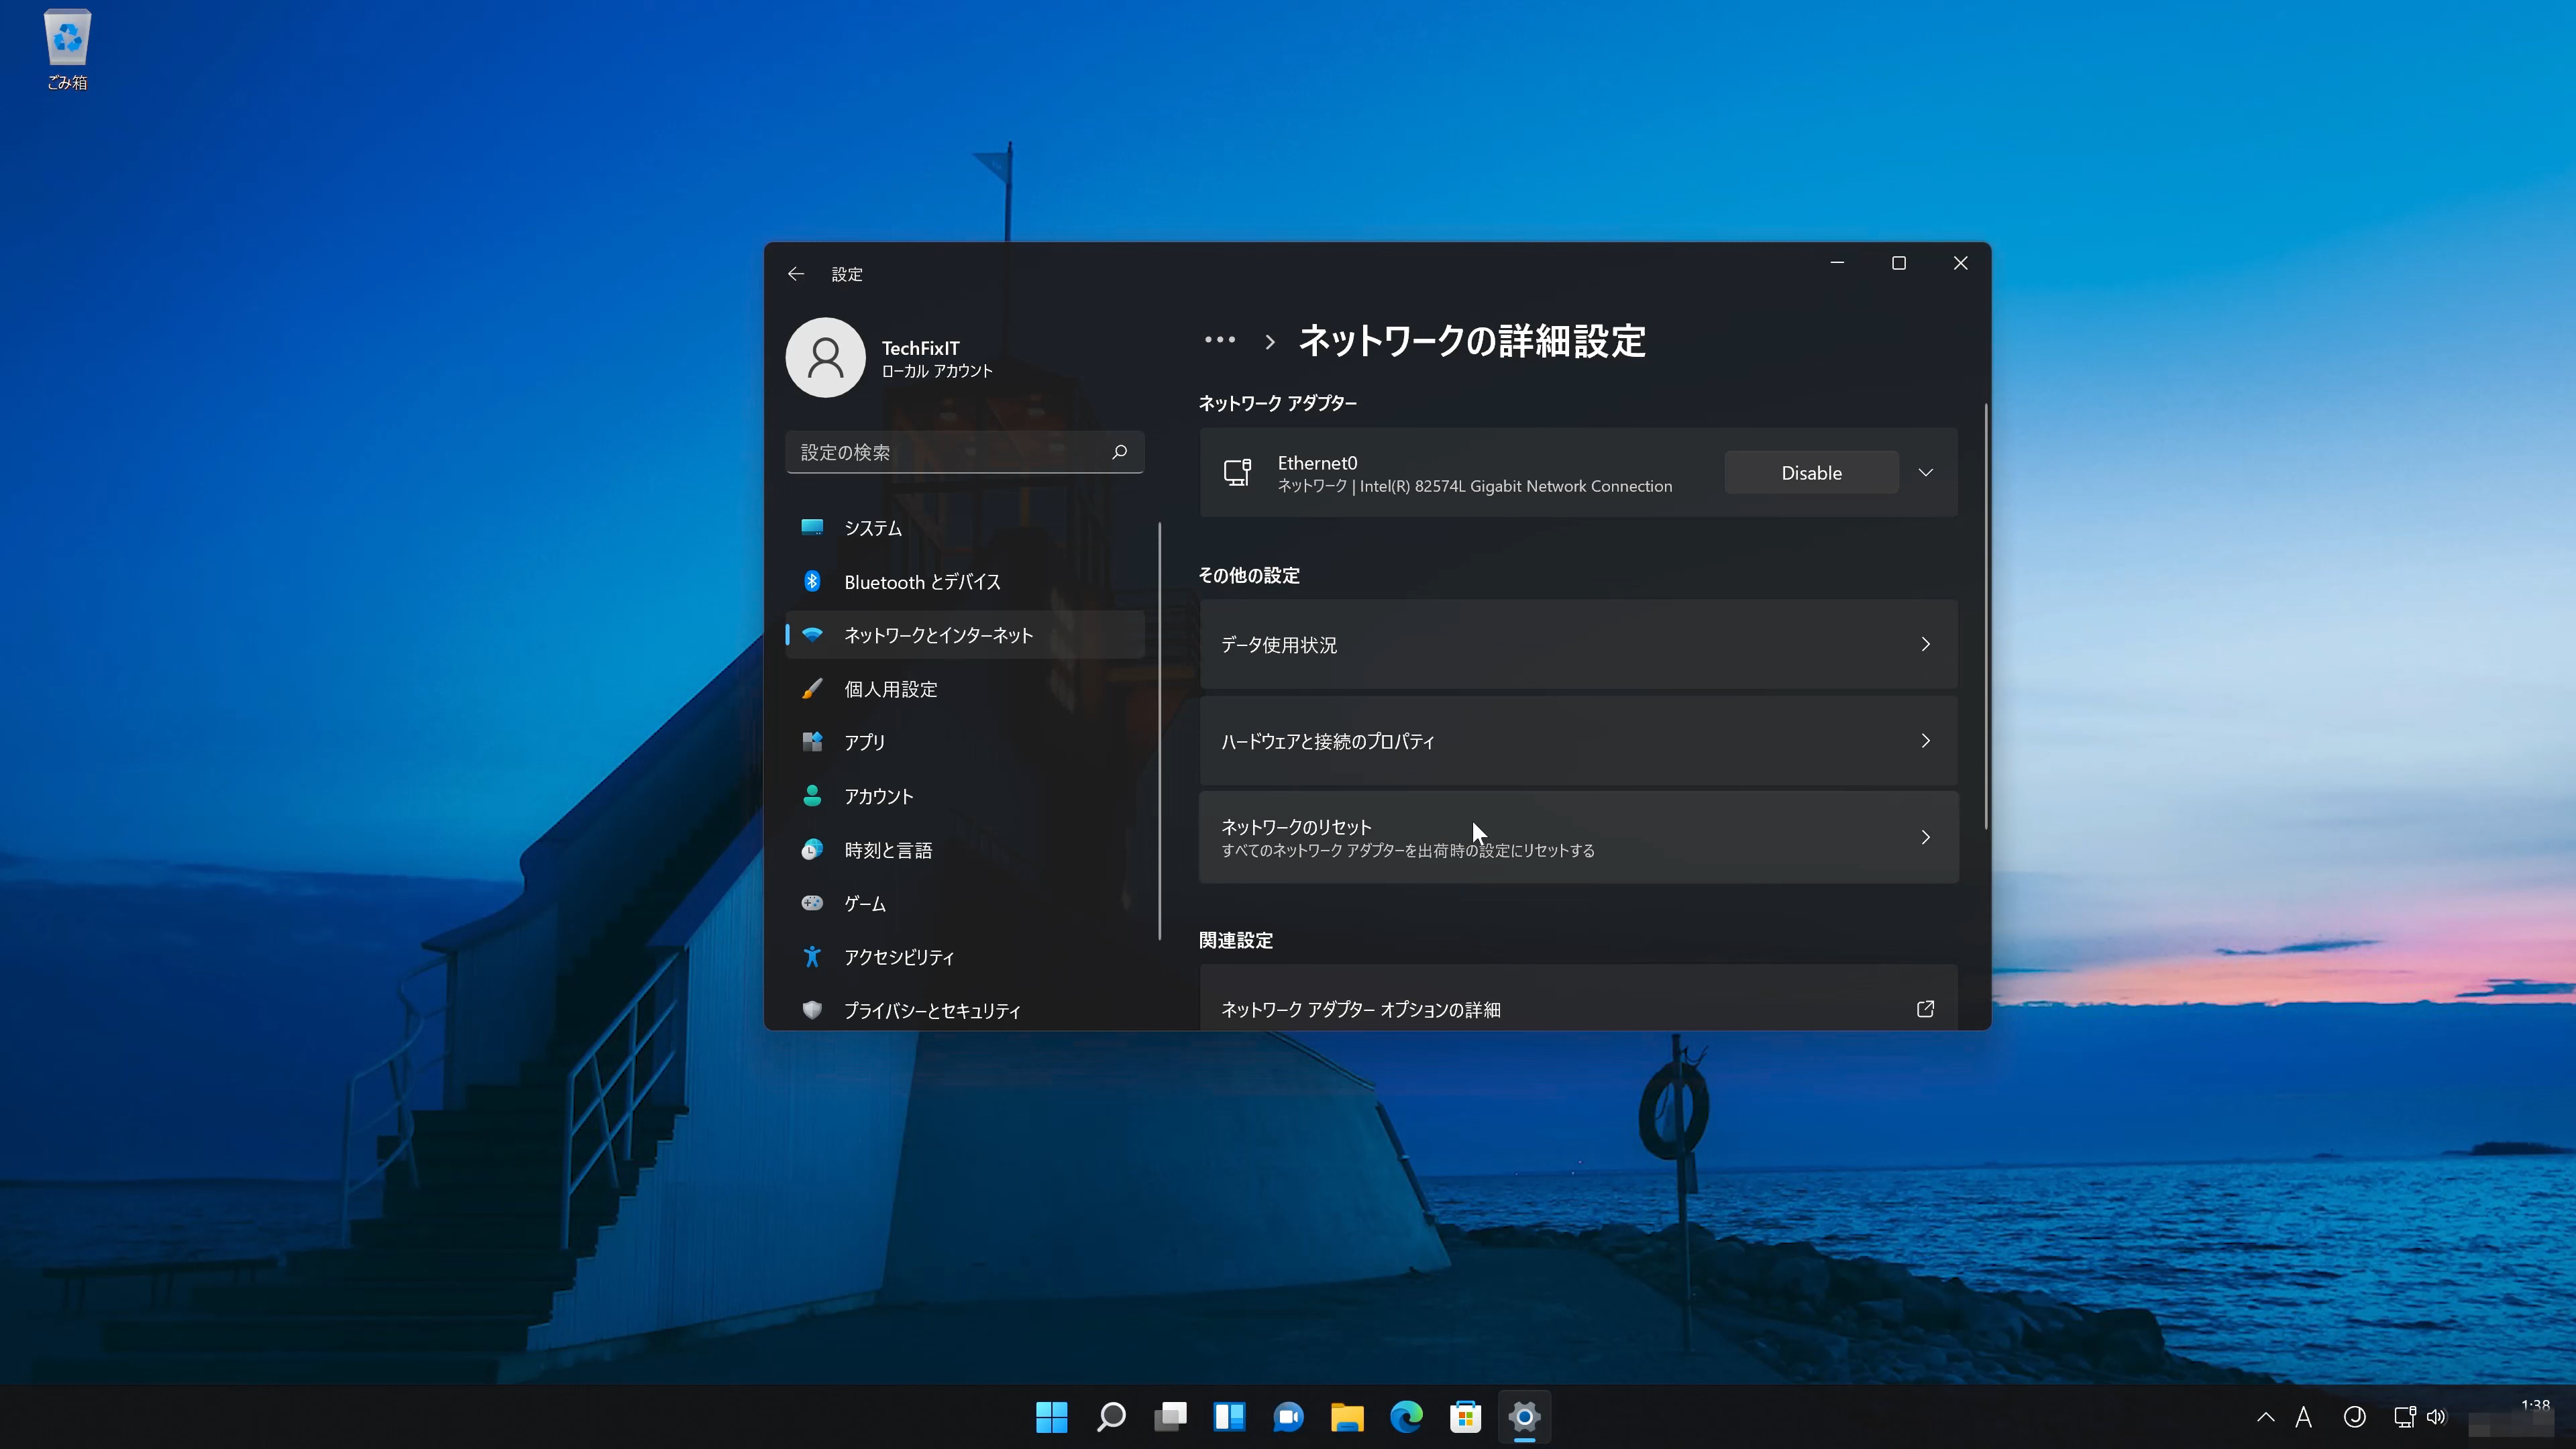 ごみ箱
設定
TechFixIT
ローカル アカウント
設定の検索
システム
Bluetooth とデバイス
ネットワークとインターネット
個人用設定
アプリ
アカウント
時刻と言語
ゲーム
アクセシビリティ
プライバシーとセキュリティ
… › ネットワークの詳細設定
ネットワーク アダプター
Ethernet0
ネットワーク | Intel(R) 82574L Gigabit Network Connection
Disable
その他の設定
データ使用状況
ハードウェアと接続のプロパティ
ネットワークのリセット
すべてのネットワーク アダプターを出荷時の設定にリセットする
関連設定
ネットワーク アダプター オプションの詳細
A
1:38